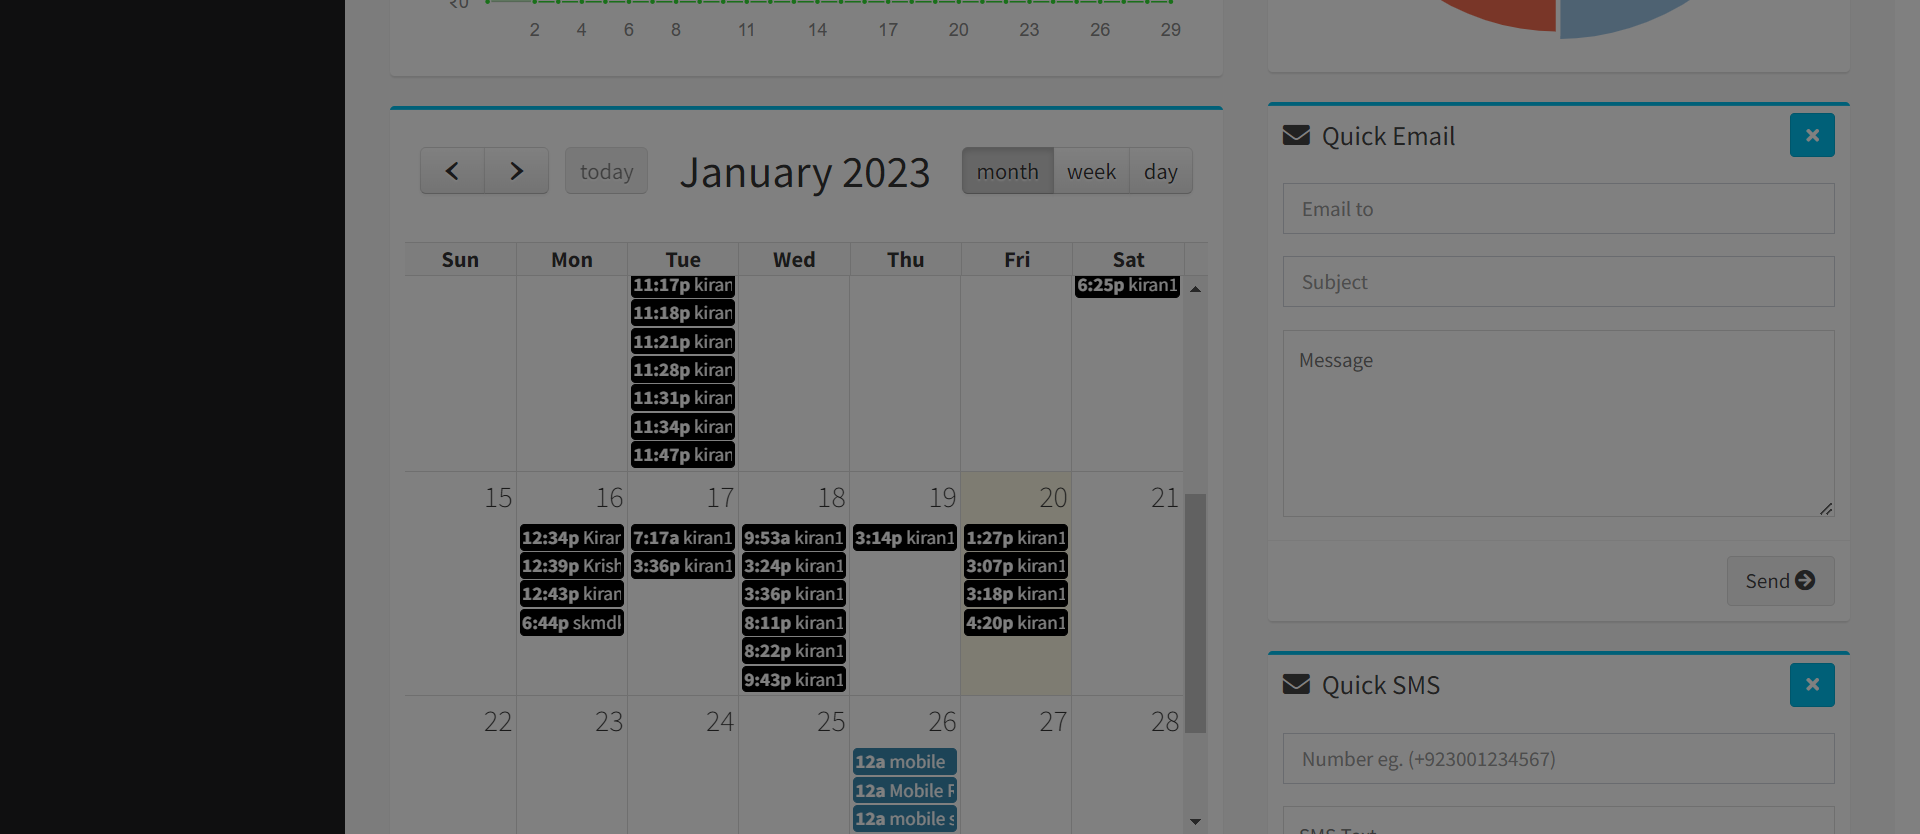 <0
2 4 6 8 11 14 17 20 23 26 29
today January 2023 month week day
Sun Mon Tue Wed Thu Fri Sat
11:17p kiran
6:25p kiran1
11:18p kiran
11:21p kiran
11:28p kiran
11:31p kiran
11:34p kiran
11:47p kiran
15 16 17 18 19 20 21
12:34p Kiran 7:17a kiran1 9:53a kiran1 3:14p kiran1 1:27p kiran1
12:39p Krish 3:36p kiran1 3:24p kiran1 3:07p kiran1
12:43p kiran 3:36p kiran1 3:18p kiran1
6:44p 8:11p kiran1 4:20p kiran1
8:22p kiran1
9:43p kiran1
22 23 24 25 26 27 28
12a mobile
12a Mobile
12a mobile s
Quick Email
Email to
Subject
Message
Send
Quick SMS
Number eg. (+923001234567)
SMS Text